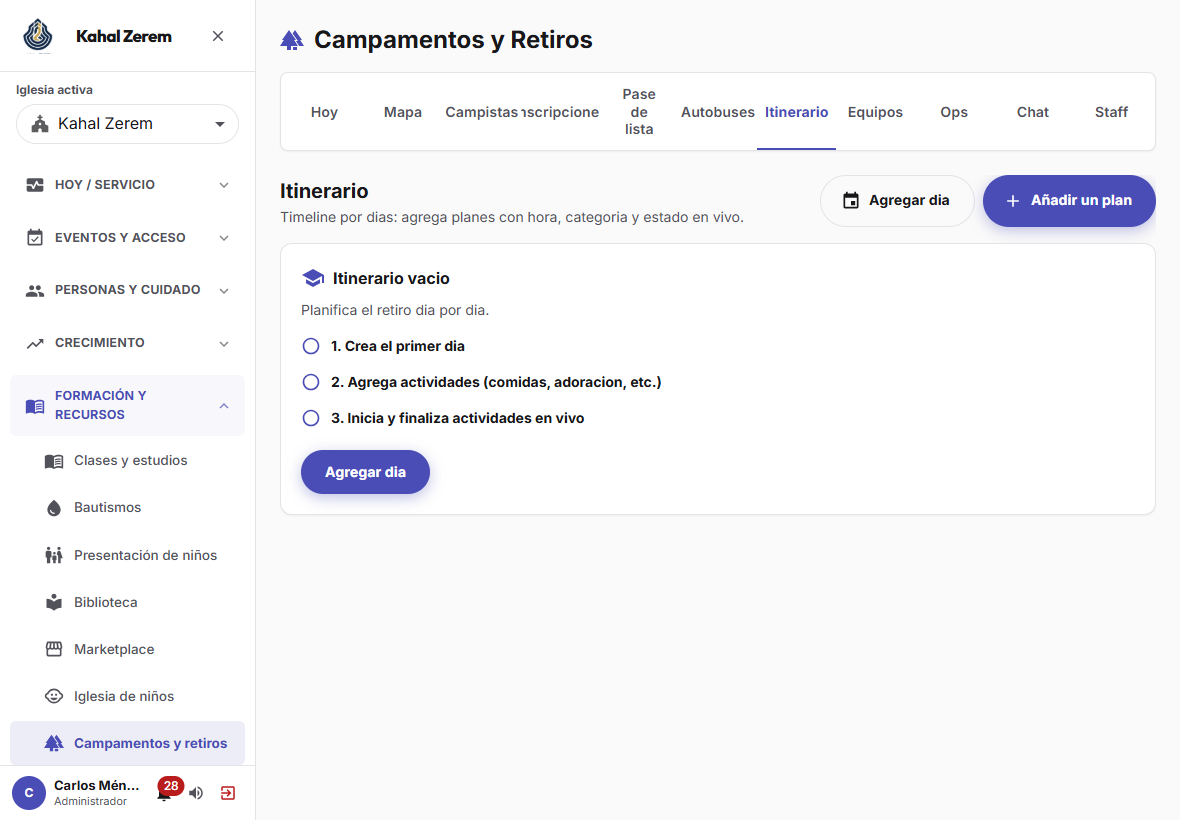 Kahal Zerem
Iglesia activa
Kahal Zerem
HOY / SERVICIO
EVENTOS Y ACCESO
PERSONAS Y CUIDADO
CRECIMIENTO
FORMACIÓN Y
RECURSOS
Clases y estudios
Bautismos
Presentación de niños
Biblioteca
Marketplace
Iglesia de niños
Campamentos y retiros
C
Carlos Mén...
Administrador
28
Campamentos y Retiros
Hoy
Mapa
Campistas
nscripcione
Pase
de
lista
Autobuses
Itinerario
Equipos
Ops
Chat
Staff
Itinerario
Timeline por dias: agrega planes con hora, categoria y estado en vivo.
Agregar dia
+ Añadir un plan
Itinerario vacio
Planifica el retiro dia por dia.
1. Crea el primer dia
2. Agrega actividades (comidas, adoracion, etc.)
3. Inicia y finaliza actividades en vivo
Agregar dia